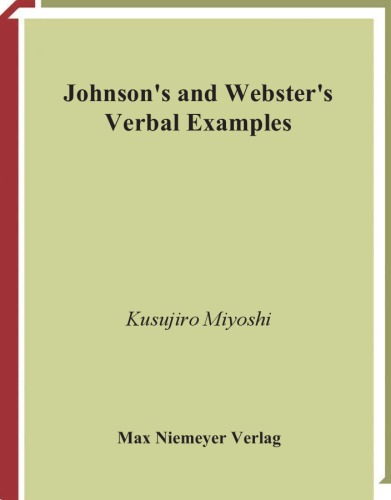 Johnson's and Webster's
Verbal Examples
Kusujiro Miyoshi
Max Niemeyer Verlag